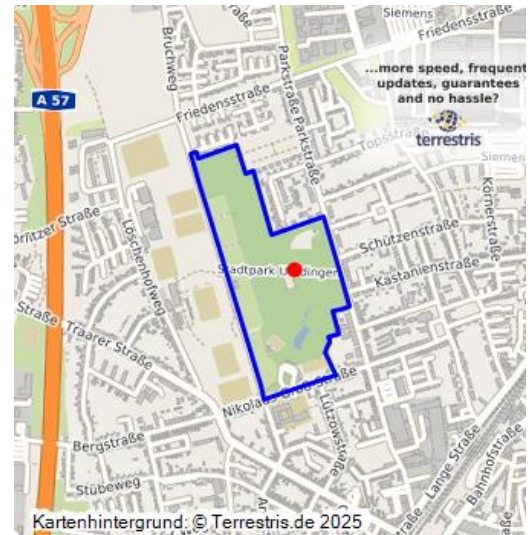 Siemens
Friedensstraße
...more speed, frequent
updates, guarantees
and no hassle?
terrestris
Siemens
Bruchweg
Parkstraße
Parkstraße
A 57
Friedensstraße
Topsstraße
Körnerstraße
Görlitzer Straße
Löschenhofweg
Schützenstraße
Stadtpark Uerdingen
Kastanienstraße
Straße
Traarer Straße
Nikolaus-Groß-Straße
Lützowstraße
Lange Straße
Bahnhofstraße
Bergstraße
Stübeweg
Kartenhintergrund: © Terrestris.de 2025